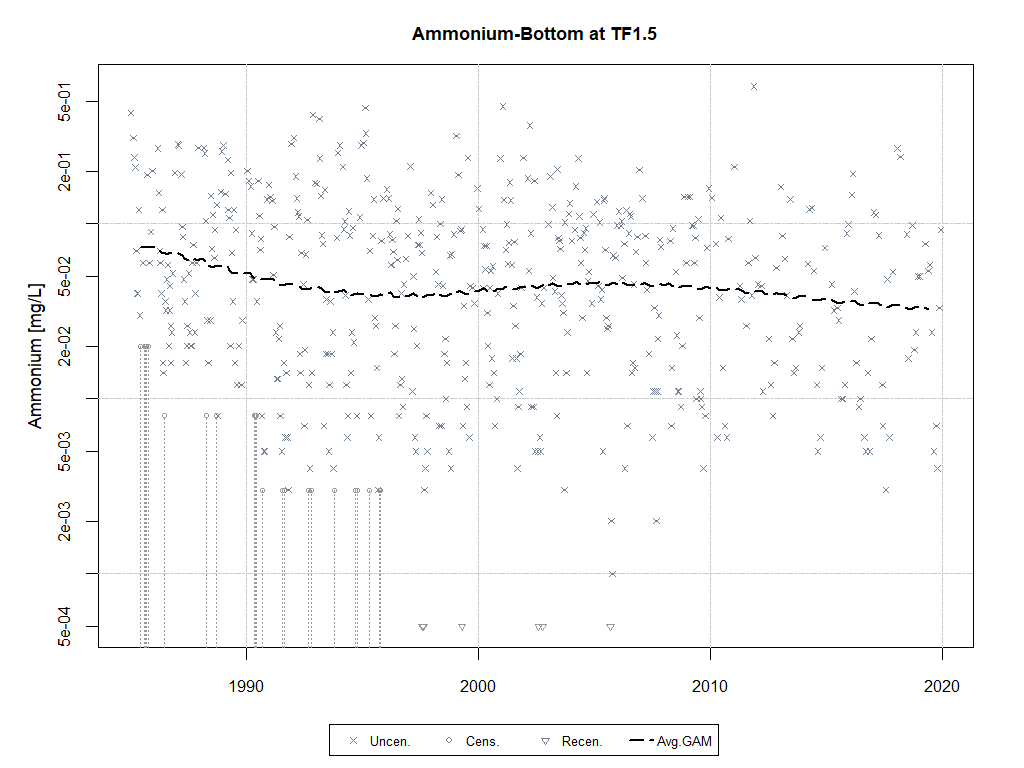 Ammonium-Bottom at TF1.5
Ammonium [mg/L]
5e-01
2e-01
5e-02
2e-02
5e-03
2e-03
5e-04
1990 2000 2010 2020
Uncen. Cens. Recen. Avg.GAM